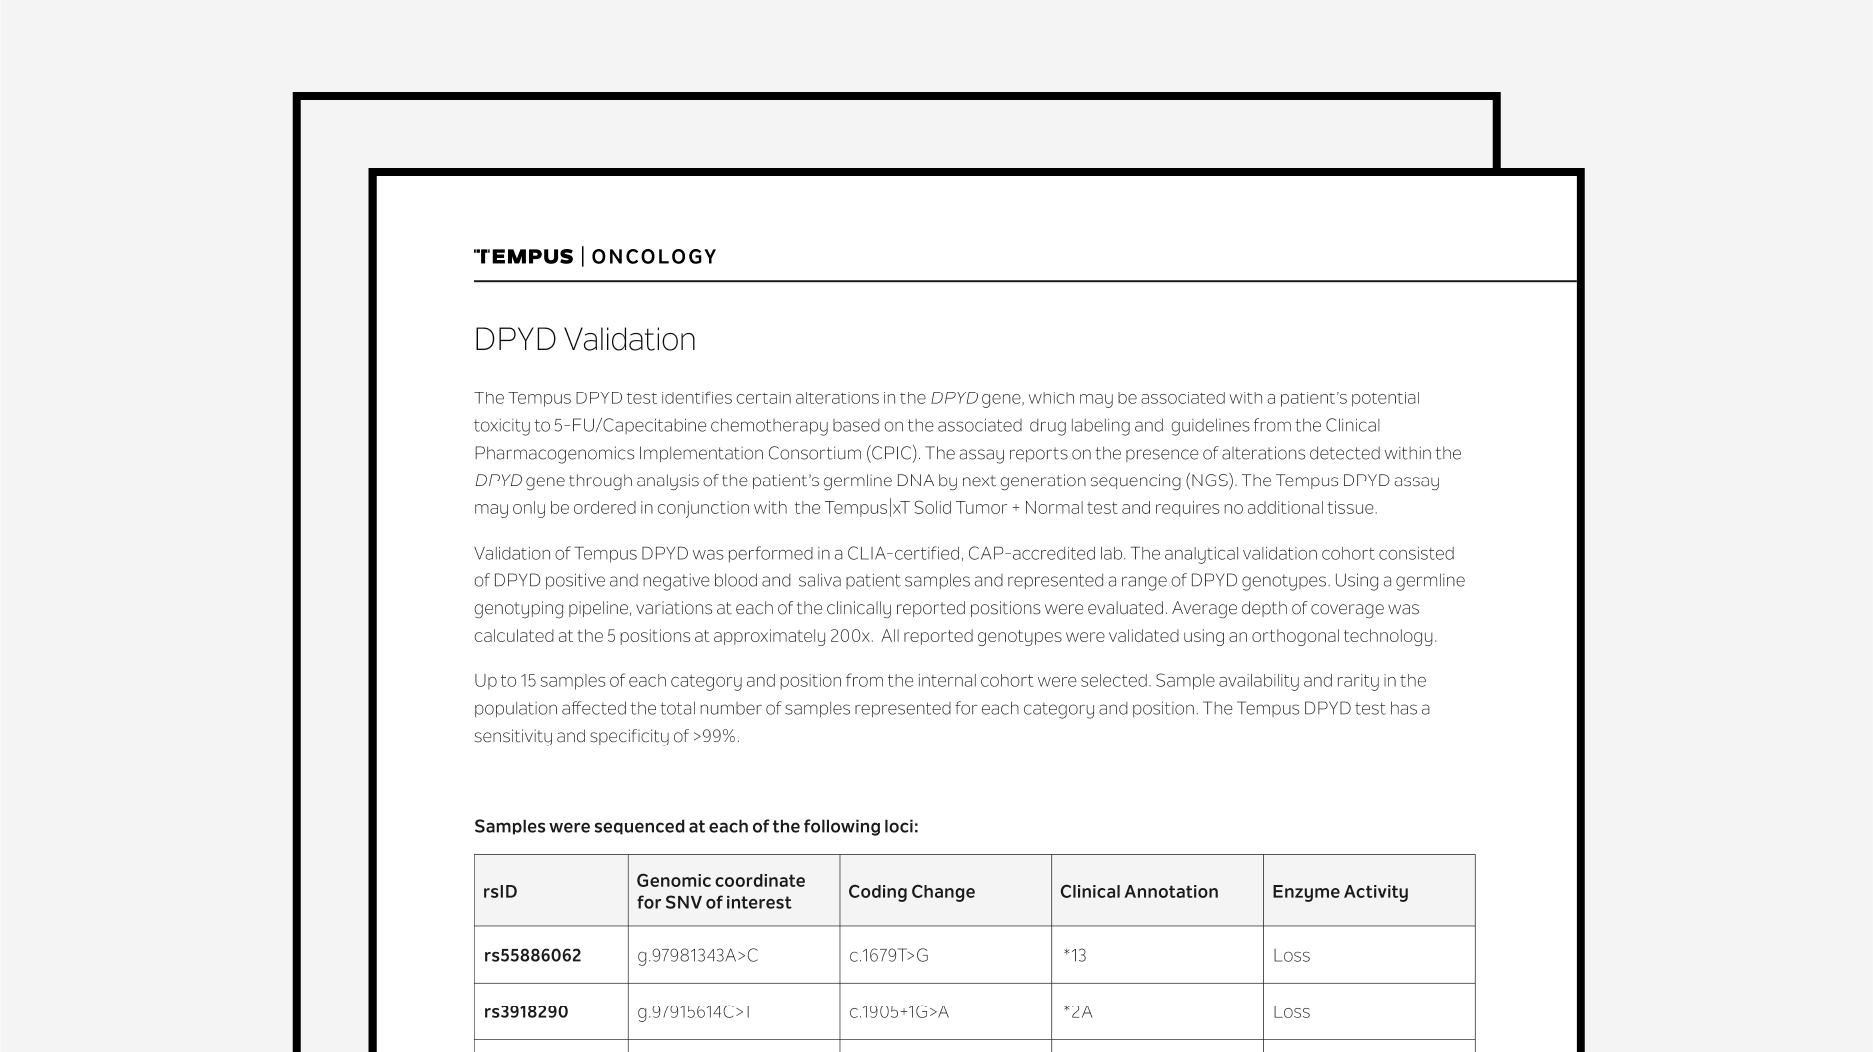 TEMPUS | ONCOLOGY
DPYD Validation
The Tempus DPYD test identifies certain alterations in the DPYD gene, which may be associated with a patient's potential
toxicity to 5-FU/Capecitabine chemotherapy based on the associated drug labeling and guidelines from the Clinical
Pharmacogenomics Implementation Consortium (CPIC). The assay reports on the presence of alterations detected within the
DPYD gene through analysis of the patient's germline DNA by next generation sequencing (NGS). The Tempus DPYD assay
may only be ordered in conjunction with the Tempus|xT Solid Tumor + Normal test and requires no additional tissue.
Validation of Tempus DPYD was performed in a CLIA-certified, CAP-accredited lab. The analytical validation cohort consisted
of DPYD positive and negative blood and saliva patient samples and represented a range of DPYD genotypes. Using a germline
genotyping pipeline, variations at each of the clinically reported positions were evaluated. Average depth of coverage was
calculated at the 5 positions at approximately 200x. All reported genotypes were validated using an orthogonal technology.
Up to 15 samples of each category and position from the internal cohort were selected. Sample availability and rarity in the
population affected the total number of samples represented for each category and position. The Tempus DPYD test has a
sensitivity and specificity of >99%.
Samples were sequenced at each of the following loci:
rsID Genomic coordinate for SNV of interest Coding Change Clinical Annotation Enzyme Activity
rs55886062 g.97981343A>C c.1679T>G *13 Loss
rs3918290 g.97915614C>T c.1905+1G>A *2A Loss